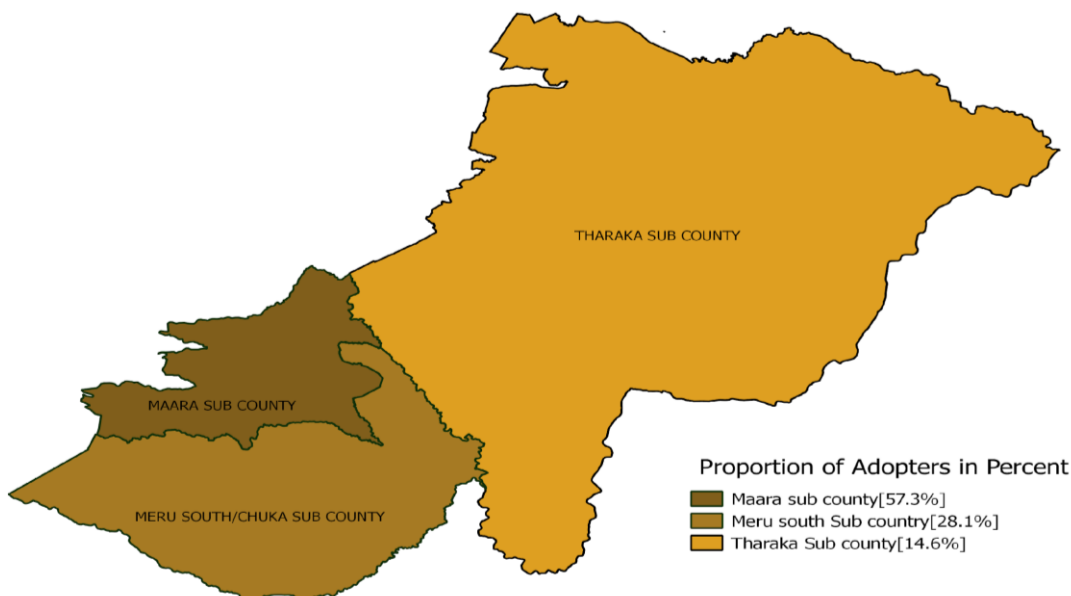 THARAKA SUB COUNTY
MAARA SUB COUNTY
MERU SOUTH/CHUKA SUB COUNTY
Proportion of Adopters in Percent
Maara sub county[57.3%]
Meru south Sub country[28.1%]
Tharaka Sub county[14.6%]